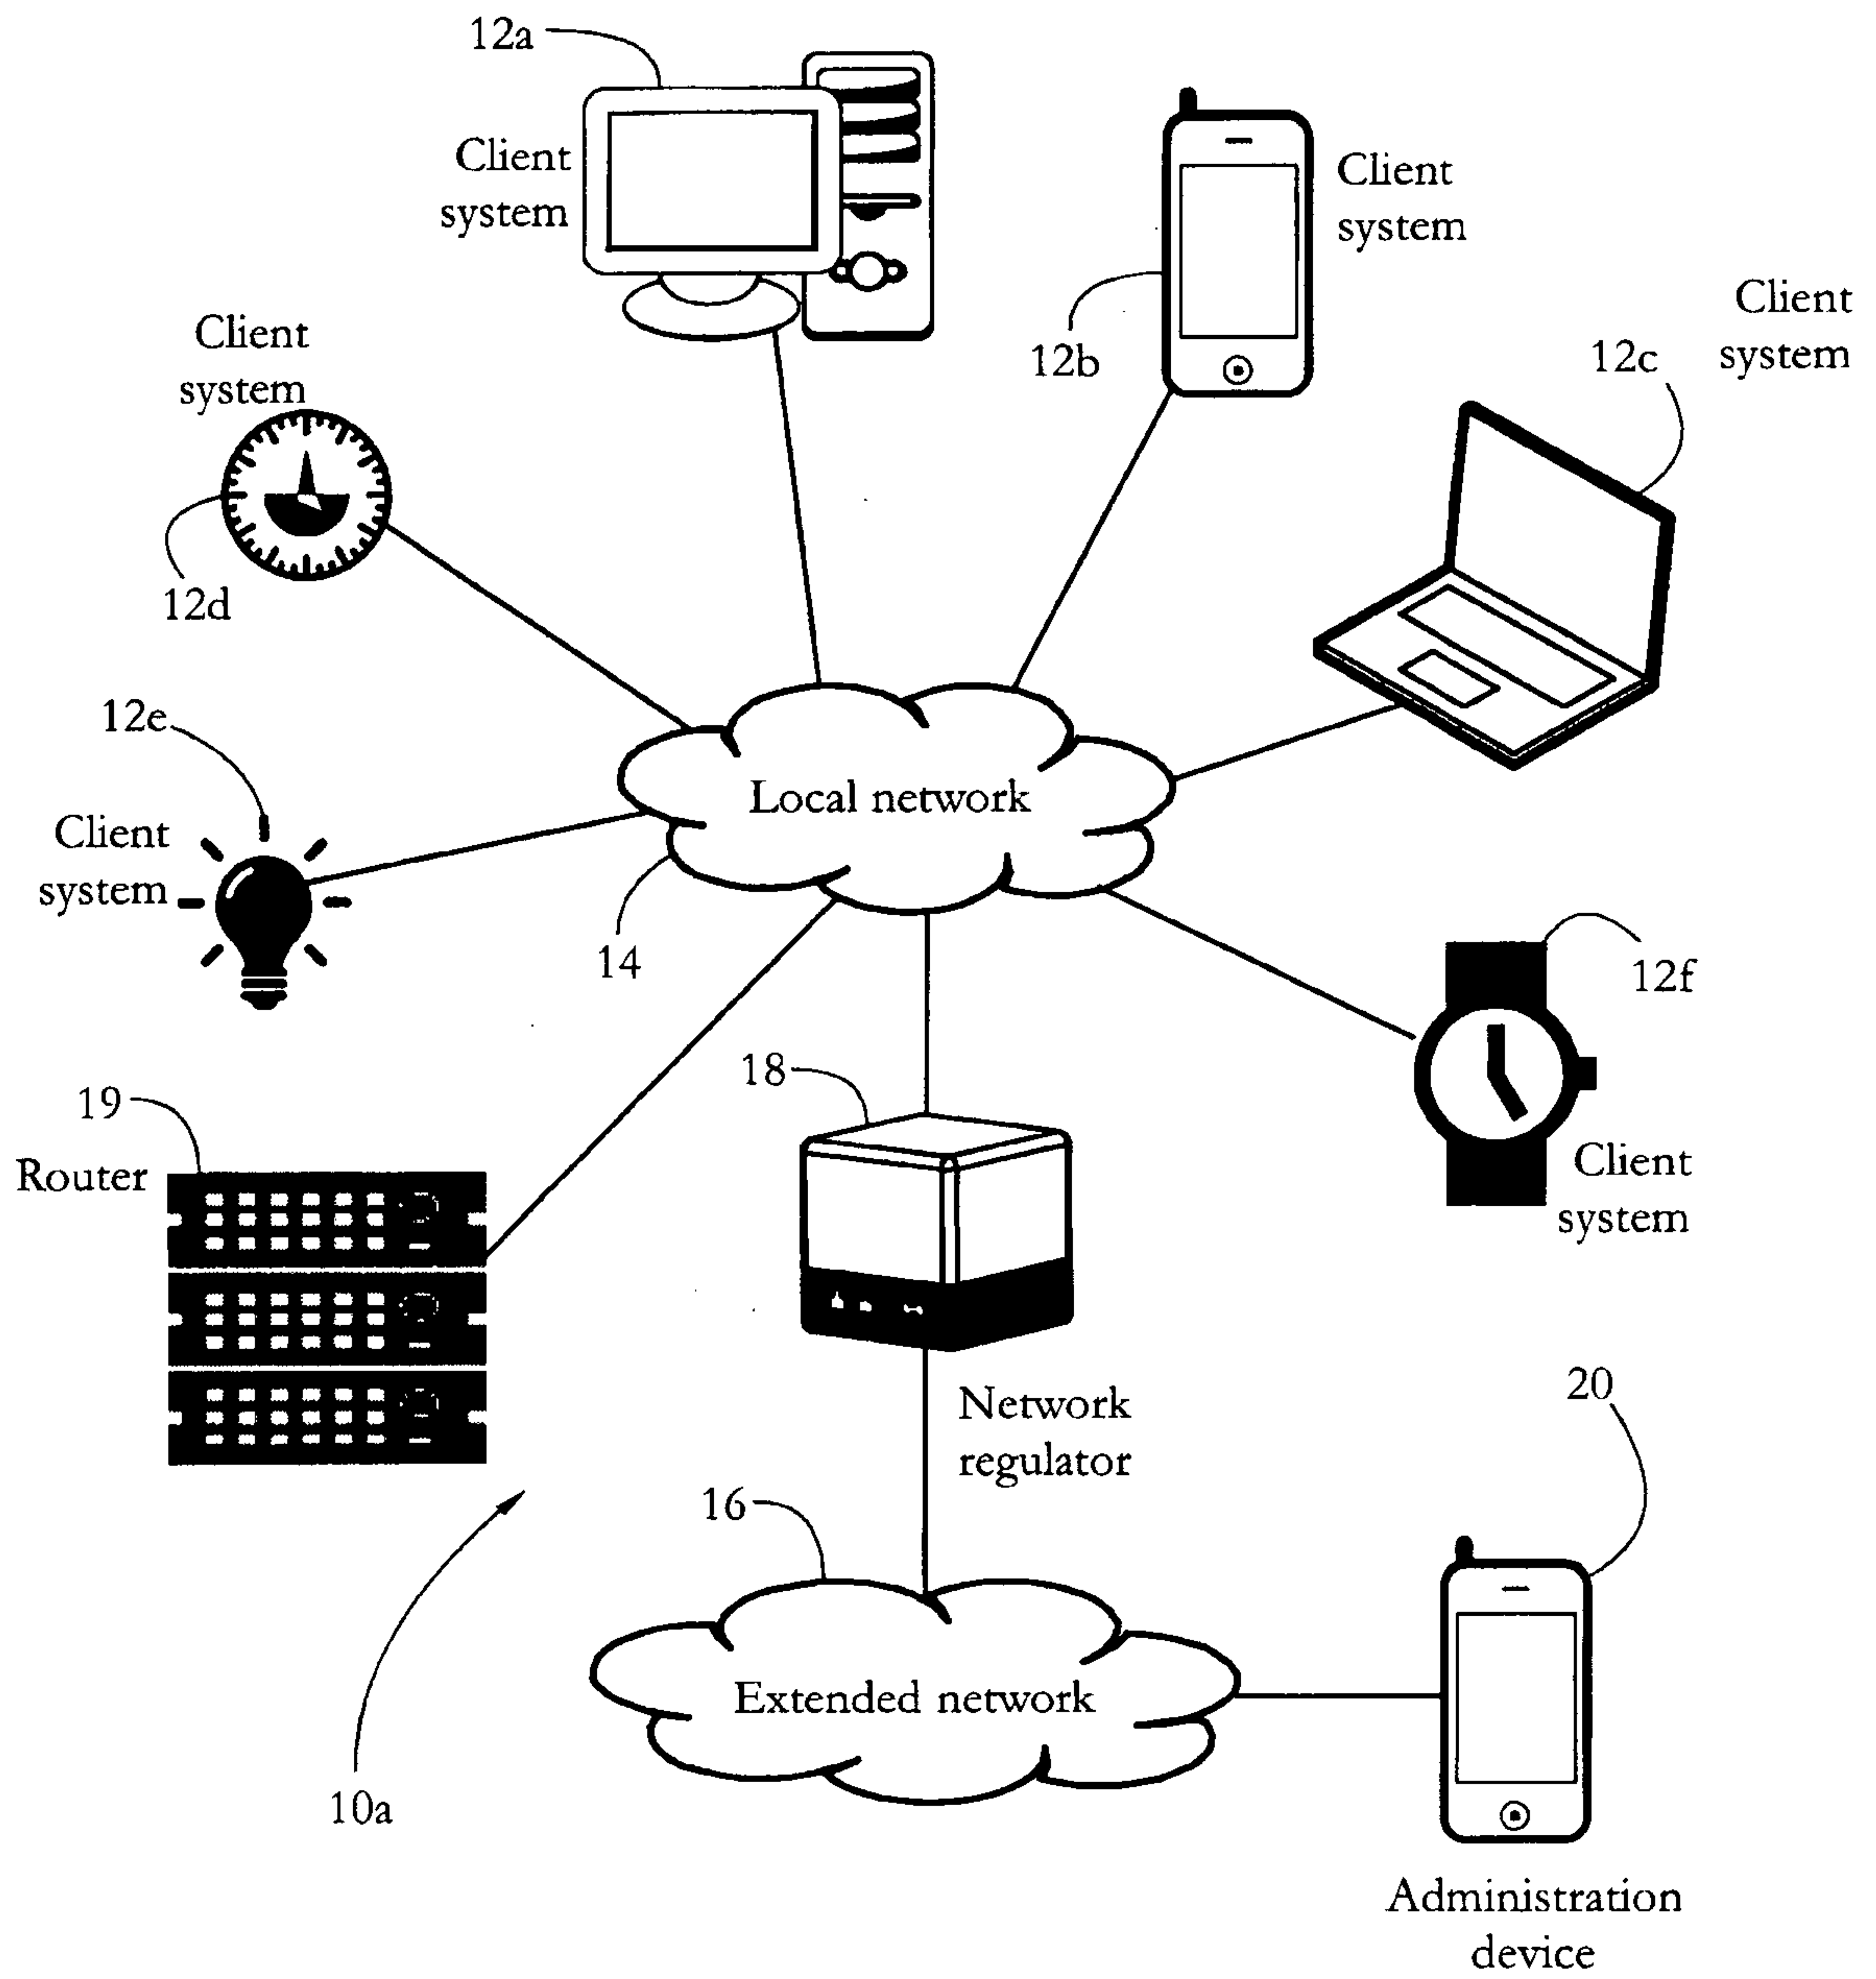 12a
Client
system
Client
system
12b
Client
system
12c
Client
system
12d
12e
Client
system
Local network
14
12f
Client
system
18
19
Router
Network
regulator
20
16
Extended network
10a
Administration
device